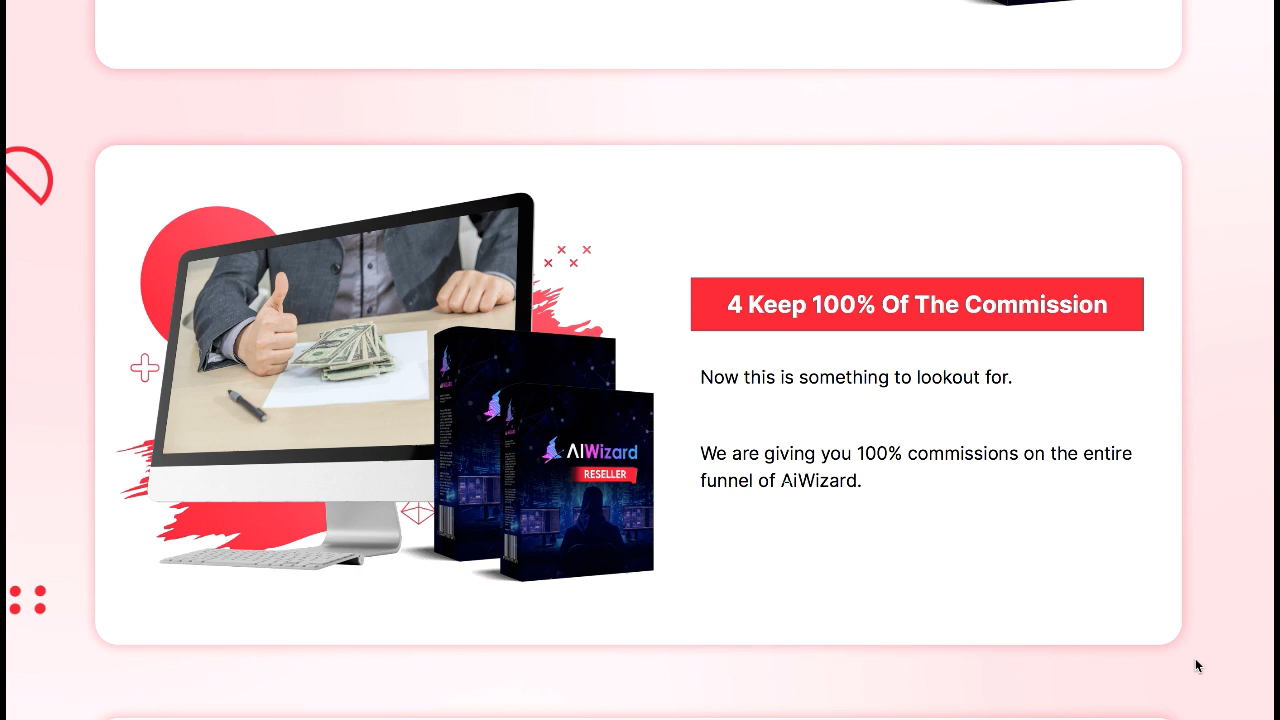 4 Keep 100% Of The Commission
Now this is something to lookout for.
We are giving you 100% commissions on the entire
funnel of AiWizard.
AIWizard
RESELLER